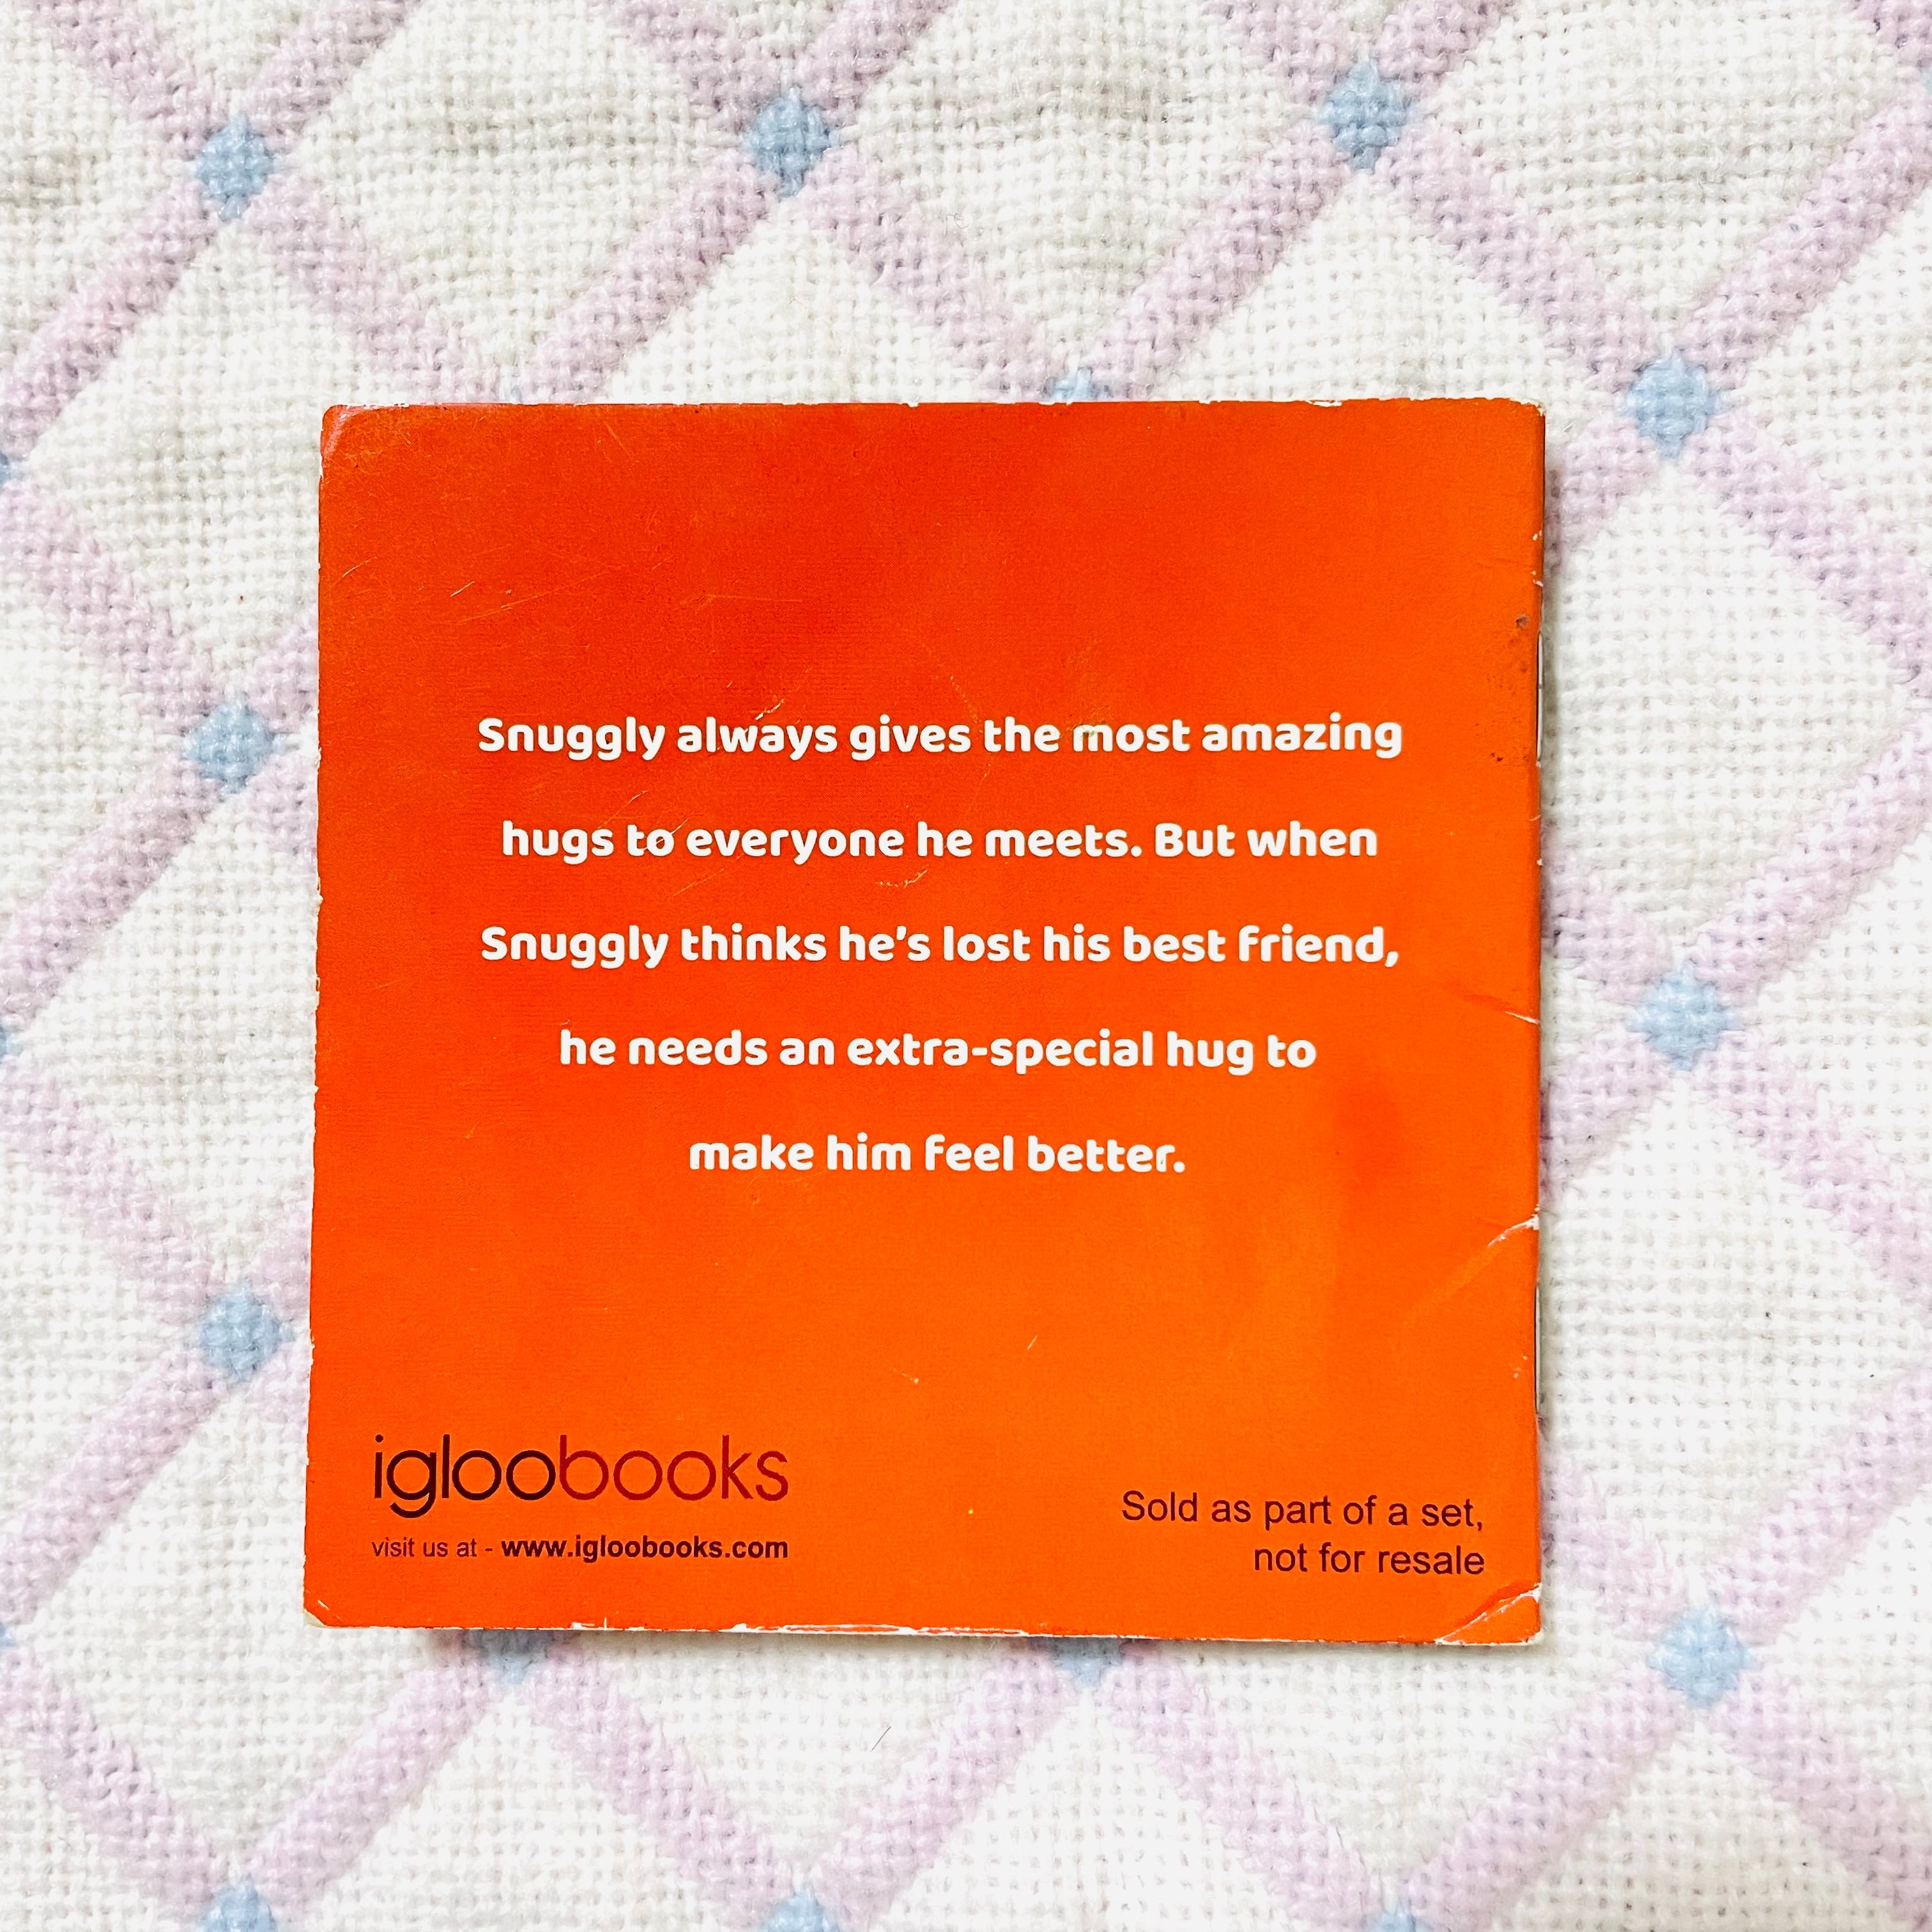 Snuggly always gives the most amazing
hugs to everyone he meets. But when
Snuggly thinks he's lost his best friend,
he needs an extra-special hug to
make him feel better.
igloobooks
visit us at - www.igloobooks.com
Sold as part of a set,
not for resale